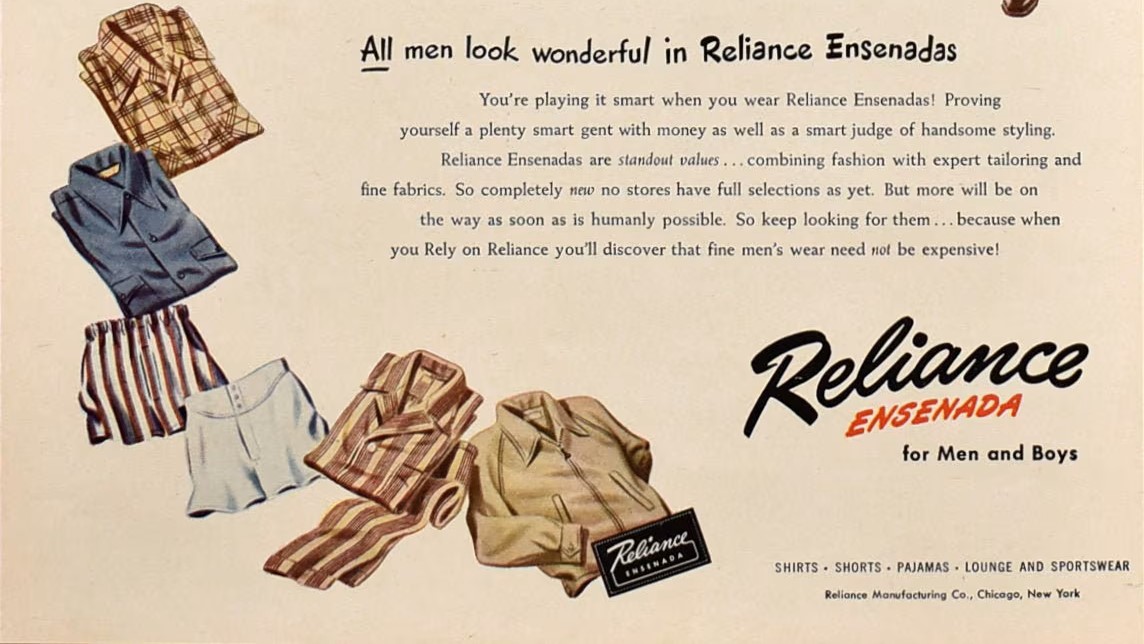 All men look wonderful in Reliance Ensenadas
You're playing it smart when you wear Reliance Ensenadas! Proving
yourself a plenty smart gent with money as well as a smart judge of handsome styling.
Reliance Ensenadas are standout values . . . combining fashion with expert tailoring and
fine fabrics. So completely new no stores have full selections as yet. But more will be on
the way as soon as is humanly possible. So keep looking for them . . . because when
you Rely on Reliance you'll discover that fine men's wear need not be expensive!
Reliance
ENSENADA
for Men and Boys
Reliance
ENSENADA
SHIRTS • SHORTS • PAJAMAS • LOUNGE AND SPORTSWEAR
Reliance Manufacturing Co., Chicago, New York